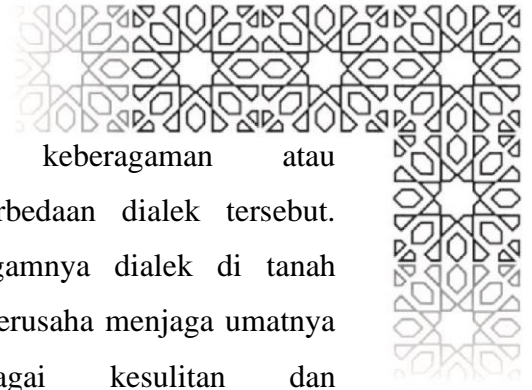 keberagaman atau
rbedaan dialek tersebut.
gamnya dialek di tanah
erusaha menjaga umatnya
agai kesulitan dan